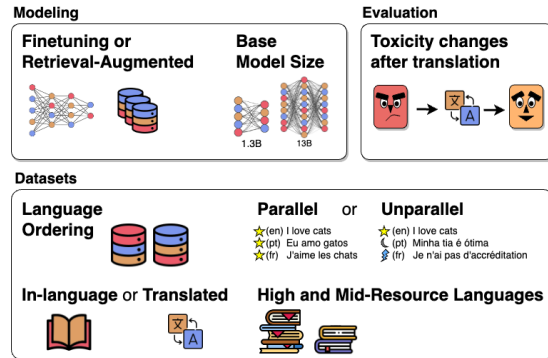 Modeling
Finetuning or
Retrieval-Augmented
Base
Model Size
1.3B
13B
Evaluation
Toxicity changes
after translation
文
A
Datasets
Language
Ordering
Parallel or Unparallel
(en) I love cats
(pt) Eu amo gatos
(fr) J'aime les chats
(en) I love cats
(pt) Minha tia é ótima
(fr) Je n'ai pas d'accréditation
In-language or Translated
文
A
High and Mid-Resource Languages